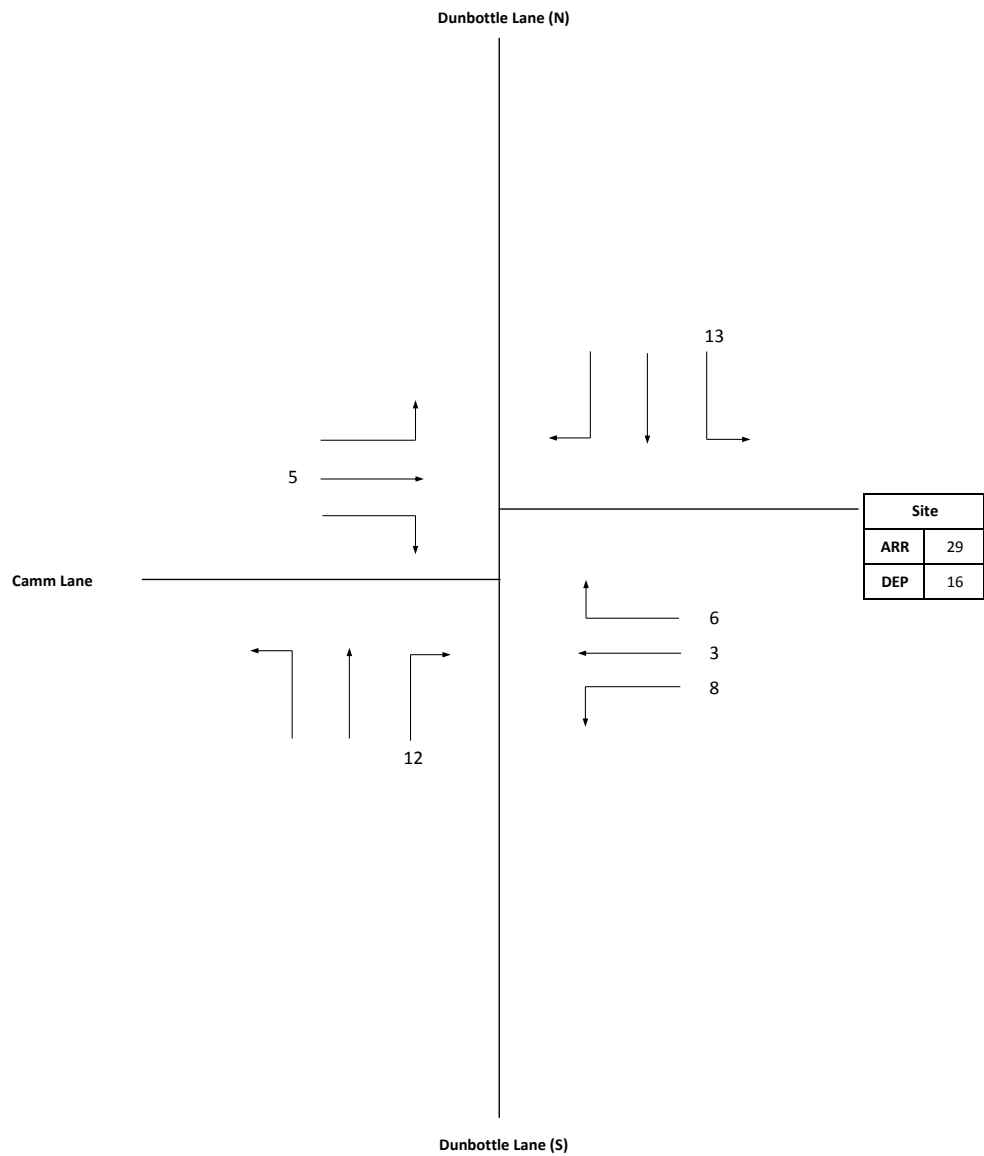 Dunbottle Lane (N)
13
5
Site
ARR 29
DEP 16
Camm Lane
6
3
8
12
Dunbottle Lane (S)